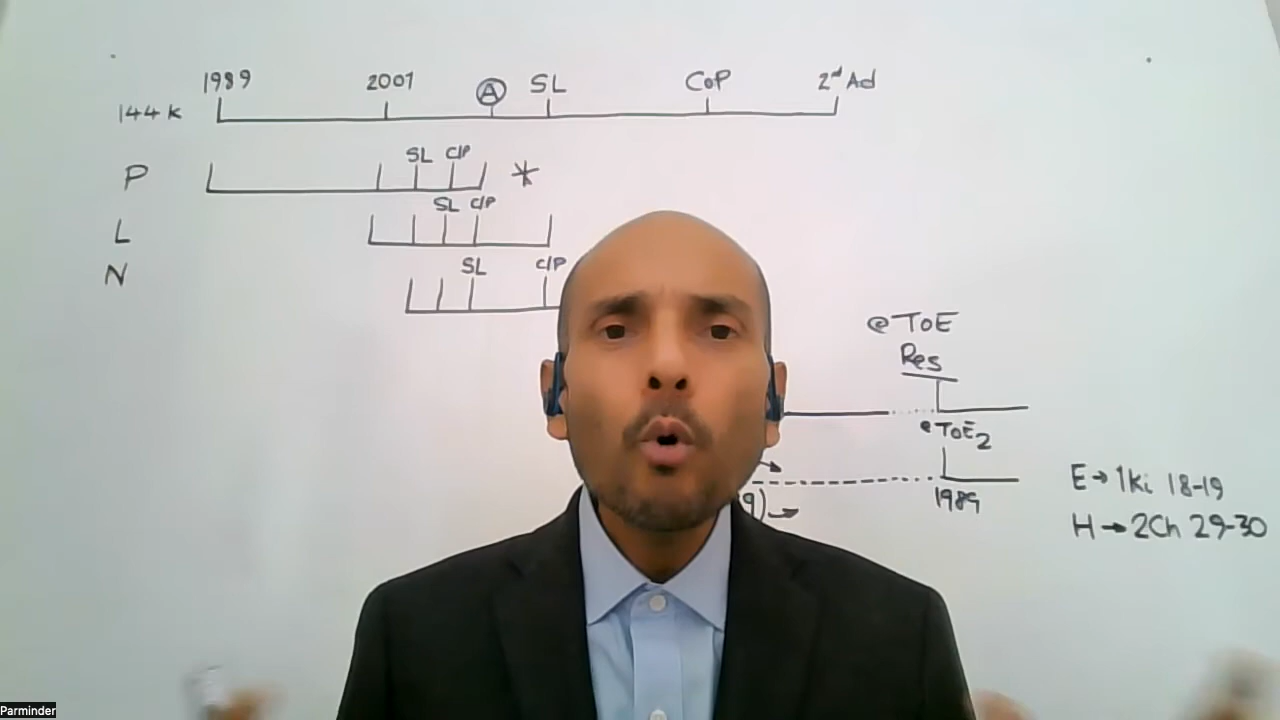 1989 2001 A SL CoP 2nd Ad
144 K
SL C/P
P *
SL C/P
L
SL C/P
N
@ ToE
Res
@ ToE2
E → 1Ki 18-19
1989
9) →
H → 2Ch 29-30
Parminder